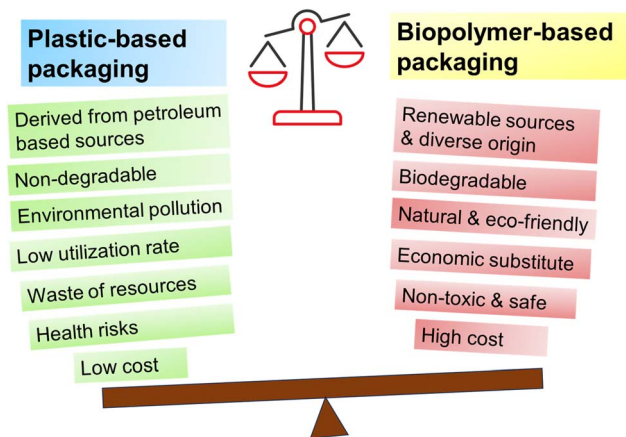 Plastic-based
packaging
Derived from petroleum
based sources
Non-degradable
Environmental pollution
Low utilization rate
Waste of resources
Health risks
Low cost
Biopolymer-based
packaging
Renewable sources
& diverse origin
Biodegradable
Natural & eco-friendly
Economic substitute
Non-toxic & safe
High cost